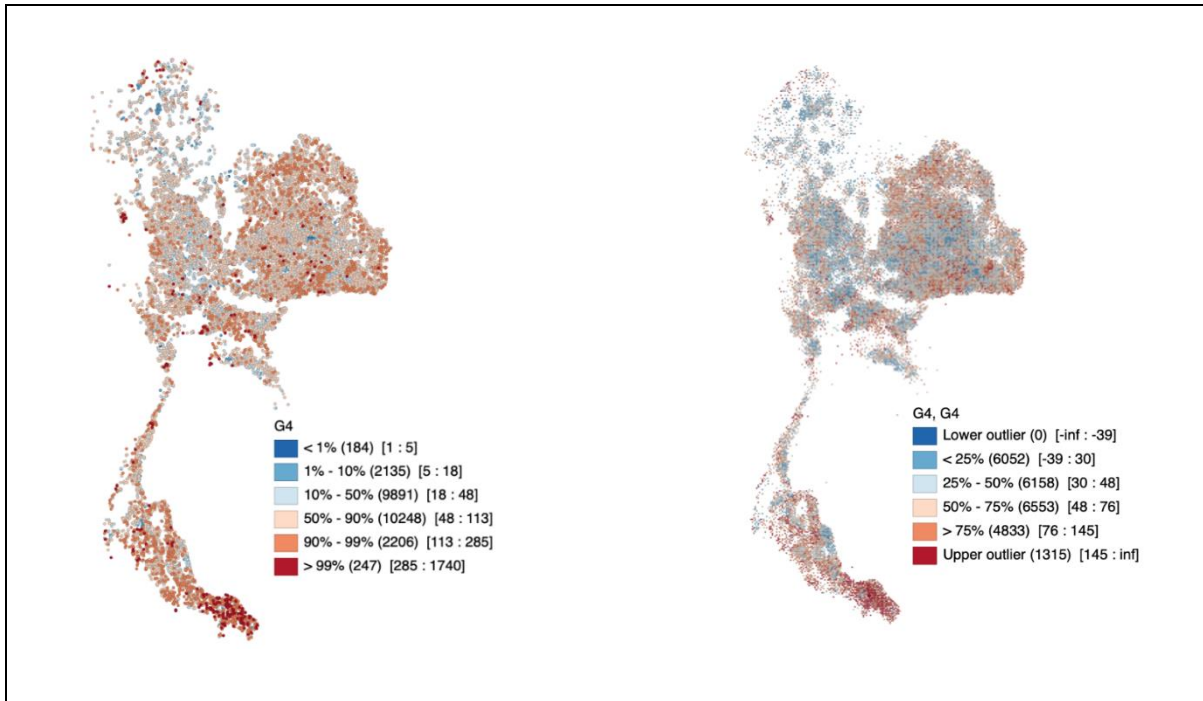 G4
< 1% (184) [1 : 5]
1% - 10% (2135) [5 : 18]
10% - 50% (9891) [18 : 48]
50% - 90% (10248) [48 : 113]
90% - 99% (2206) [113 : 285]
> 99% (247) [285 : 1740]
G4, G4
Lower outlier (0) [-inf : -39]
< 25% (6052) [-39 : 30]
25% - 50% (6158) [30 : 48]
50% - 75% (6553) [48 : 76]
> 75% (4833) [76 : 145]
Upper outlier (1315) [145 : inf]